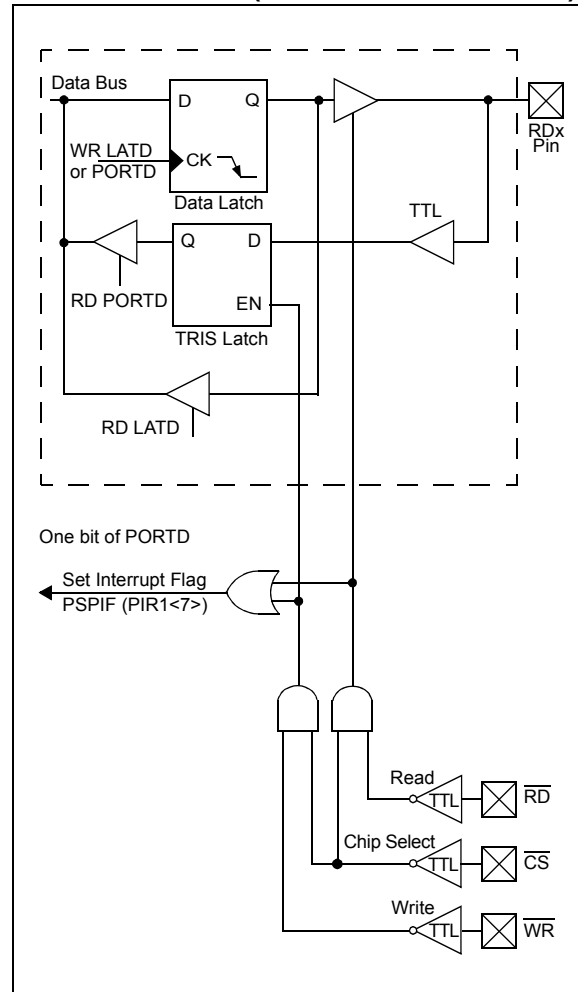 Data Bus
D
Q
RDx
Pin
WR LATD
or PORTD
CK
Data Latch
TTL
Q
D
RD PORTD
EN
TRIS Latch
RD LATD
One bit of PORTD
Set Interrupt Flag
PSPIF (PIR1<7>)
Read
TTL
RD
Chip Select
TTL
CS
Write
TTL
WR